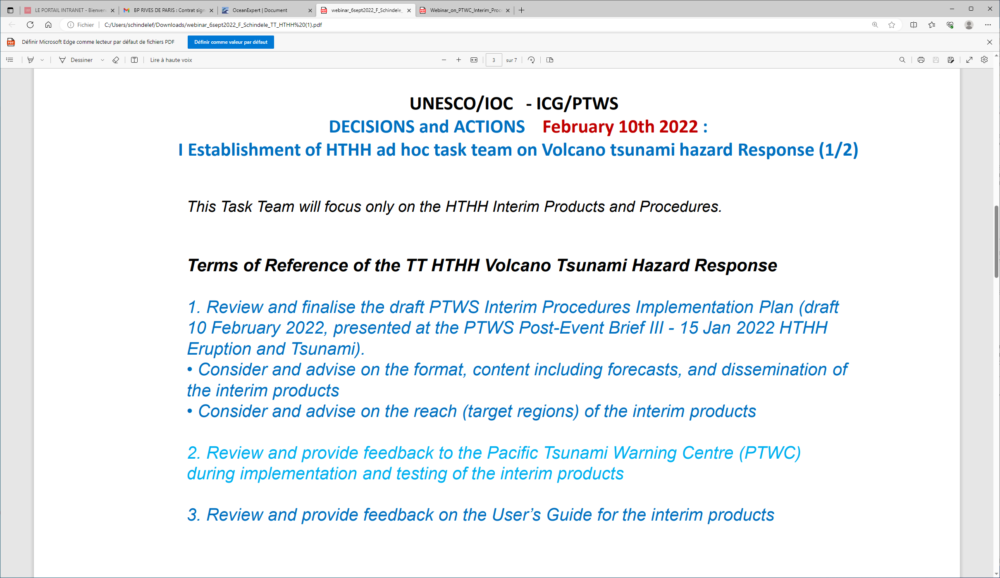 LE PORTAIL INTRANET - Bienven
BP RIVES DE PARIS : Contrat sign
OceanExpert | Document
webinar_6sept2022_F_Schindele_
Webinar_on_PTWC_Interim_Proce
Fichier
C:/Users/schindelef/Downloads/webinar_6sept2022_F_Schindele_TT_HTHH%20(1).pdf
Définir Microsoft Edge comme lecteur par défaut de fichiers PDF
Définir comme valeur par défaut
Dessiner
Lire à haute voix
3 sur 7
UNESCO/IOC - ICG/PTWS
DECISIONS and ACTIONS February 10th 2022 :
I Establishment of HTHH ad hoc task team on Volcano tsunami hazard Response (1/2)
This Task Team will focus only on the HTHH Interim Products and Procedures.
Terms of Reference of the TT HTHH Volcano Tsunami Hazard Response
1. Review and finalise the draft PTWS Interim Procedures Implementation Plan (draft
10 February 2022, presented at the PTWS Post-Event Brief III - 15 Jan 2022 HTHH
Eruption and Tsunami).
• Consider and advise on the format, content including forecasts, and dissemination of
the interim products
• Consider and advise on the reach (target regions) of the interim products
2. Review and provide feedback to the Pacific Tsunami Warning Centre (PTWC)
during implementation and testing of the interim products
3. Review and provide feedback on the User’s Guide for the interim products